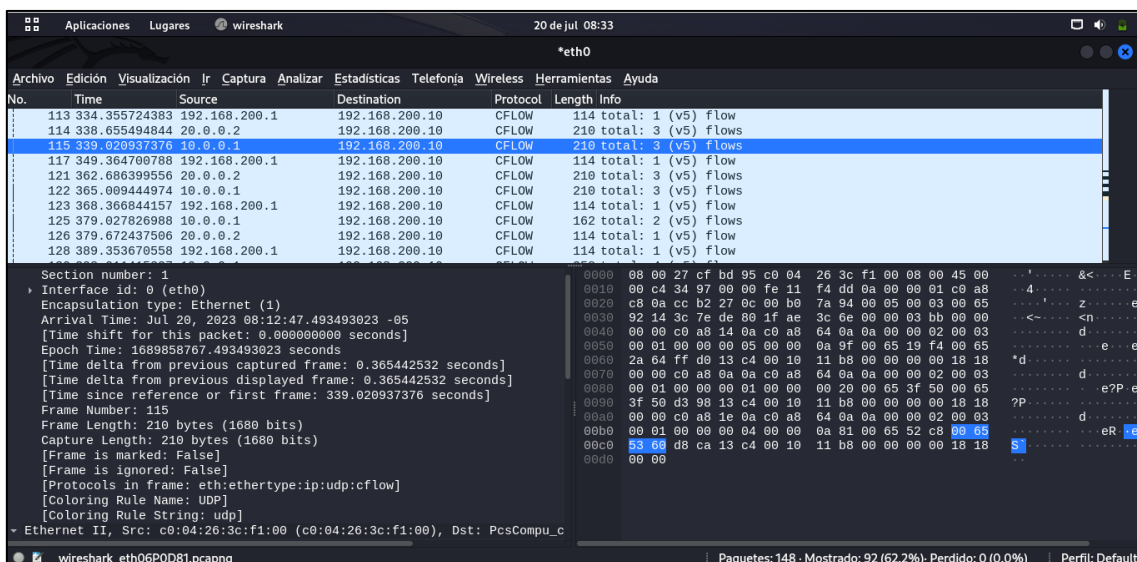 Aplicaciones Lugares wireshark 20 de jul 08:33
*eth0
Archivo Edición Visualización Ir Captura Analizar Estadísticas Telefonía Wireless Herramientas Ayuda
No. Time Source Destination Protocol Length Info
113 334.355724383 192.168.200.1 192.168.200.10 CFLOW 114 total: 1 (v5) flow
114 338.655494844 20.0.0.2 192.168.200.10 CFLOW 210 total: 3 (v5) flows
115 339.020937376 10.0.0.1 192.168.200.10 CFLOW 210 total: 3 (v5) flows
117 349.364700788 192.168.200.1 192.168.200.10 CFLOW 114 total: 1 (v5) flow
121 362.686399556 20.0.0.2 192.168.200.10 CFLOW 210 total: 3 (v5) flows
122 365.009444974 10.0.0.1 192.168.200.10 CFLOW 210 total: 3 (v5) flows
123 368.366844157 192.168.200.1 192.168.200.10 CFLOW 114 total: 1 (v5) flow
125 379.027826988 10.0.0.1 192.168.200.10 CFLOW 162 total: 2 (v5) flows
126 379.672437506 20.0.0.2 192.168.200.10 CFLOW 114 total: 1 (v5) flow
128 389.353670558 192.168.200.1 192.168.200.10 CFLOW 114 total: 1 (v5) flow
Section number: 1
Interface id: 0 (eth0)
Encapsulation type: Ethernet (1)
Arrival Time: Jul 20, 2023 08:12:47.493493023 -05
[Time shift for this packet: 0.000000000 seconds]
Epoch Time: 1689858767.493493023 seconds
[Time delta from previous captured frame: 0.365442532 seconds]
[Time delta from previous displayed frame: 0.365442532 seconds]
[Time since reference or first frame: 339.020937376 seconds]
Frame Number: 115
Frame Length: 210 bytes (1680 bits)
Capture Length: 210 bytes (1680 bits)
[Frame is marked: False]
[Frame is ignored: False]
[Protocols in frame: eth:ethertype:ip:udp:cflow]
[Coloring Rule Name: UDP]
[Coloring Rule String: udp]
Ethernet II, Src: c0:04:26:3c:f1:00 (c0:04:26:3c:f1:00), Dst: PcsCompu_c
0000 08 00 27 cf bd 95 c0 04 26 3c f1 00 08 00 45 00 ··'····· &<····E·
0010 00 c4 34 97 00 00 fe 11 f4 dd 0a 00 00 01 c0 a8 ··4····· ········
0020 c8 0a cc b2 27 0c 00 b0 7a 94 00 05 00 03 00 65 ····'··· z······e
0030 92 14 3c 7e de 80 1f ae 3c 6e 00 00 03 bb 00 00 ··<~···· <n······
0040 00 00 c0 a8 14 0a c0 a8 64 0a 0a 00 00 02 00 03 ········ d·······
0050 00 01 00 00 00 05 00 00 0a 9f 00 65 19 f4 00 65 ········ ···e···e
0060 2a 64 ff d0 13 c4 00 10 11 b8 00 00 00 00 18 18 *d······ ········
0070 00 00 c0 a8 0a 0a c0 a8 64 0a 0a 00 00 02 00 03 ········ d·······
0080 00 01 00 00 00 01 00 00 00 20 00 65 3f 50 00 65 ········ · ·e?P·e
0090 3f 50 d3 98 13 c4 00 10 11 b8 00 00 00 00 18 18 ?P······ ········
00a0 00 00 c0 a8 1e 0a c0 a8 64 0a 0a 00 00 02 00 03 ········ d·······
00b0 00 01 00 00 00 04 00 00 0a 81 00 65 52 c8 00 65 ········ ···eR··e
00c0 53 60 d8 ca 13 c4 00 10 11 b8 00 00 00 00 18 18 S`······ ········
00d0 00 00 ··
wireshark_eth06P0D81.pcapng Paquetes: 148 · Mostrado: 92 (62.2%)· Perdido: 0 (0.0%) Perfil: Default